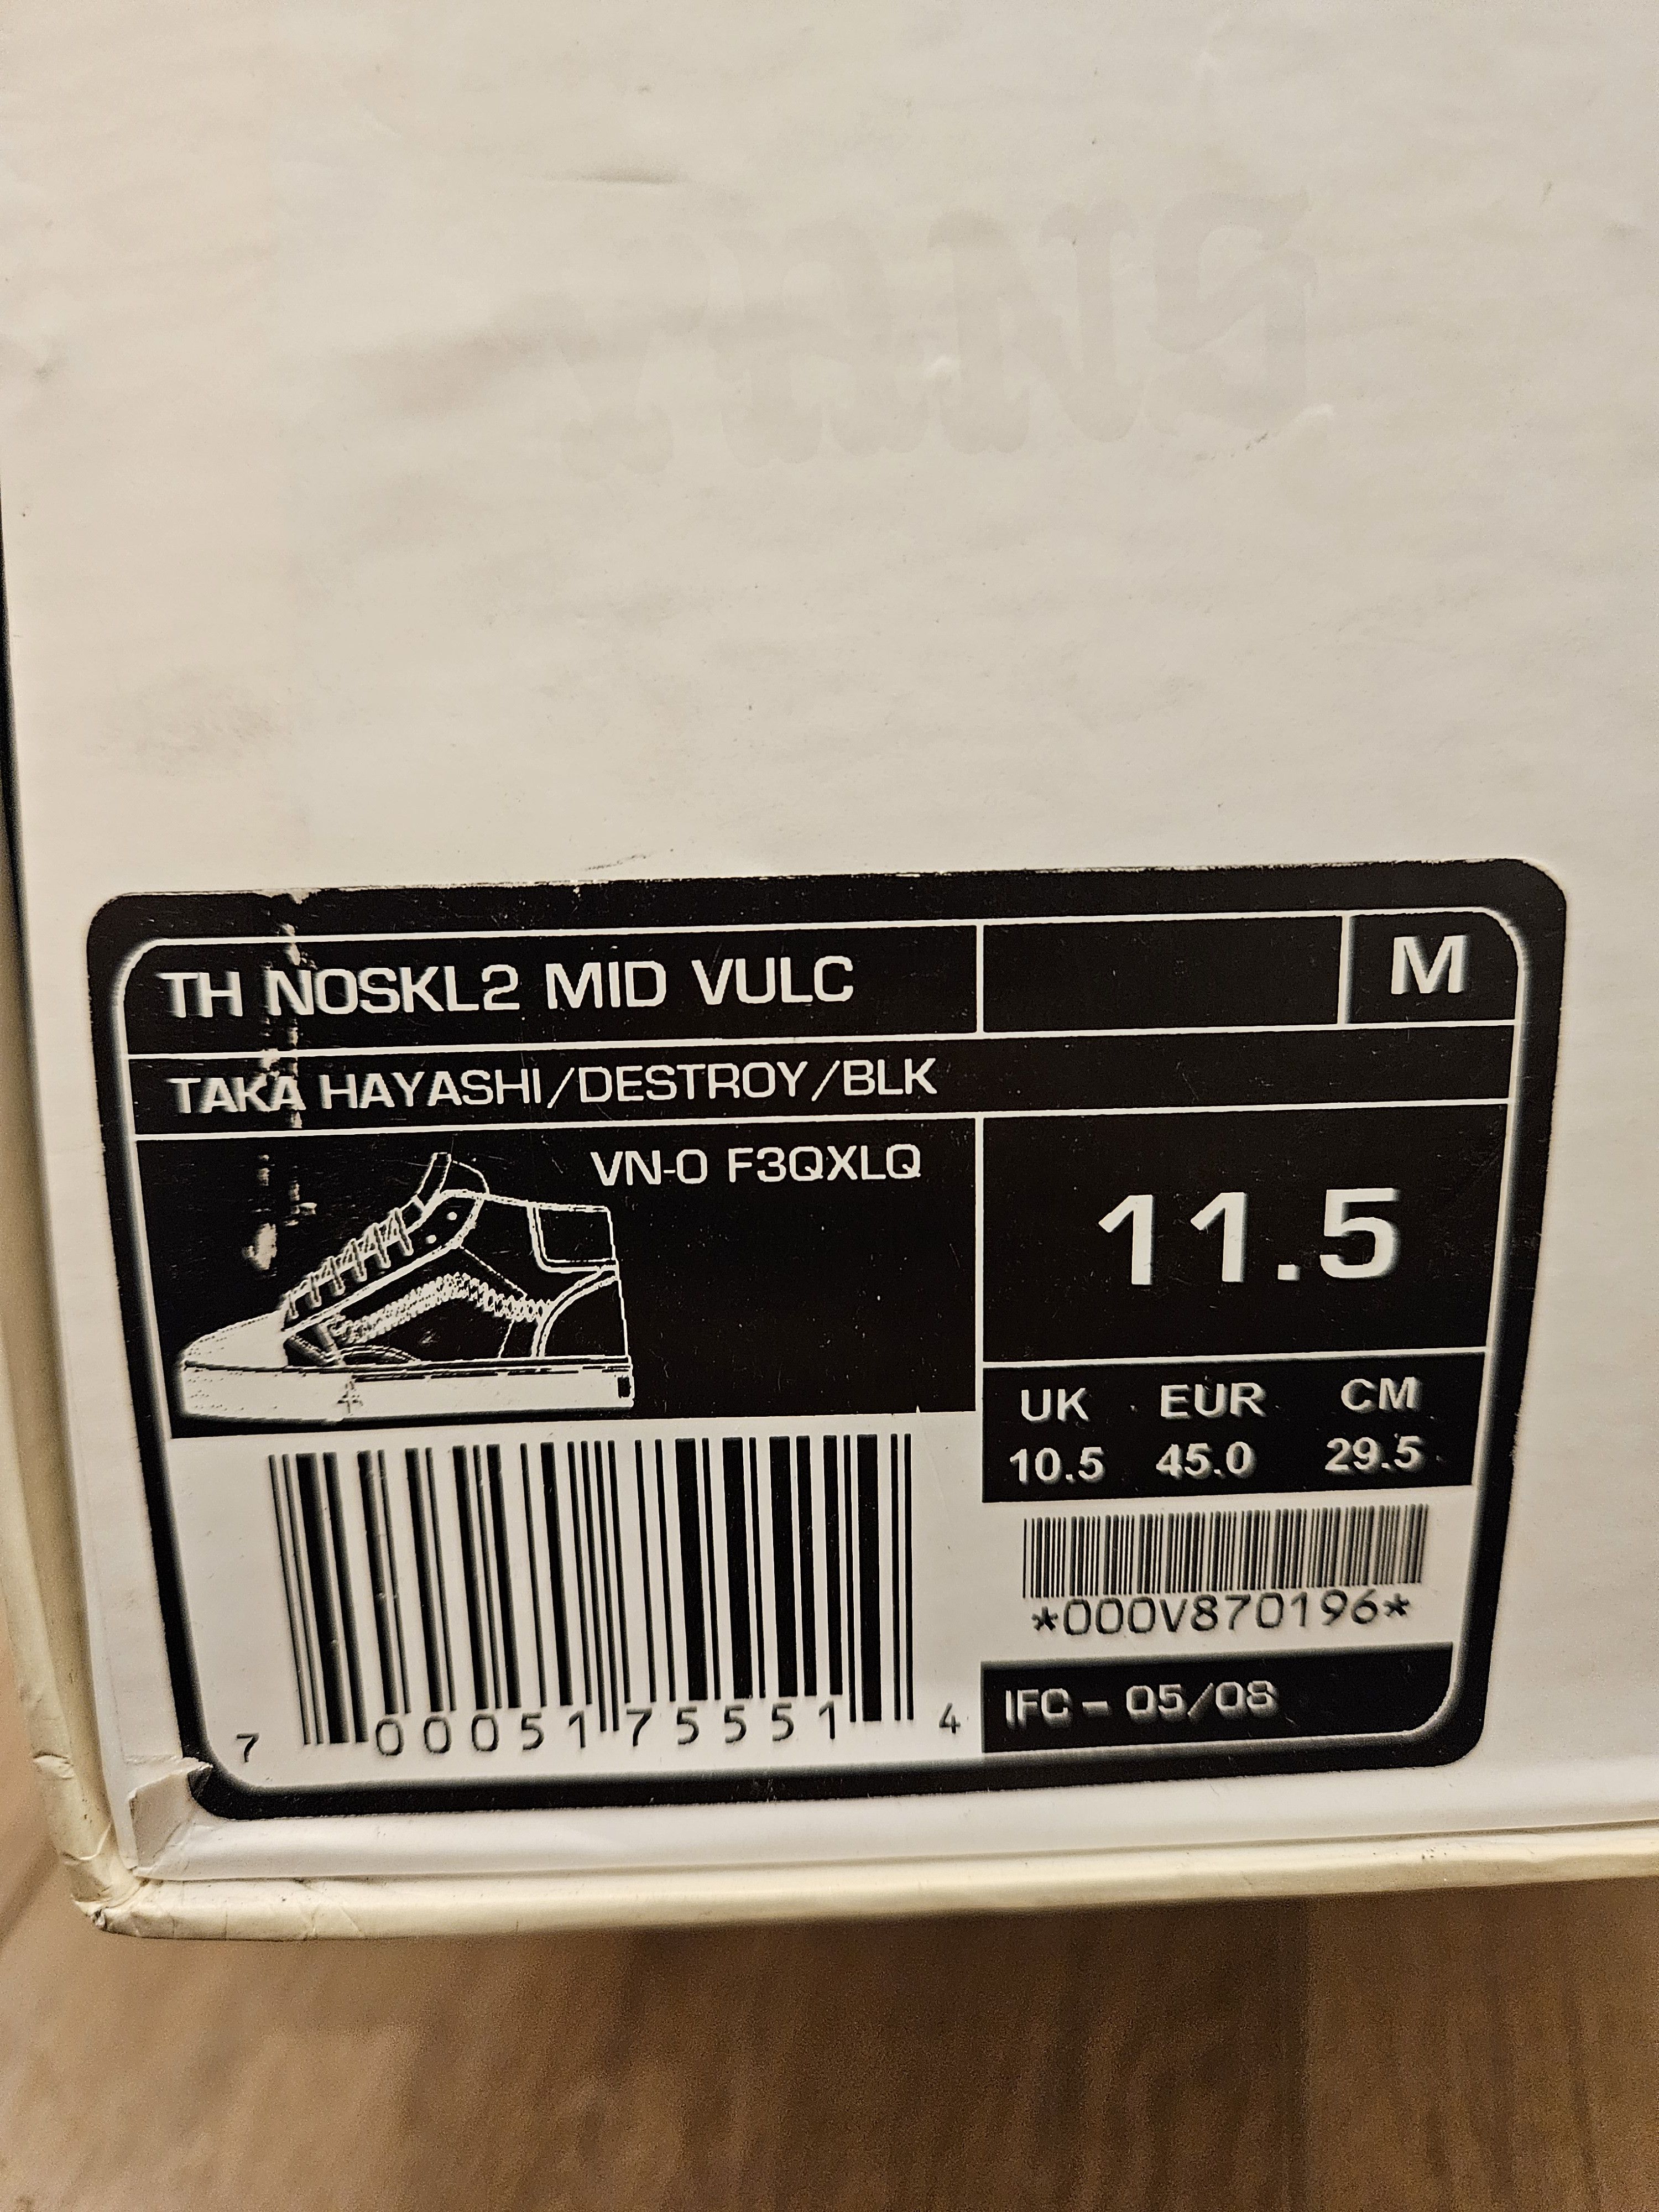 TH NOSKL2 MID VULC
M
TAKA HAYASHI/DESTROY/BLK
VN-0 F3QXLQ
11.5
UK EUR CM
10.5 45.0 29.5
*000V870196*
7 00051 75551 4
IFC - 05/08